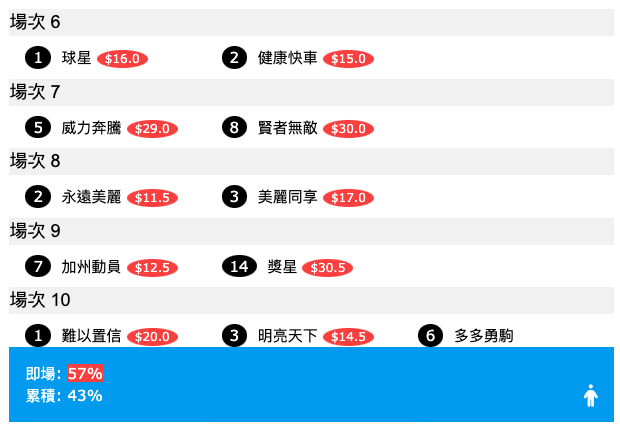 場次 6
1 球星 $16.0 2 健康快車 $15.0
場次 7
5 威力奔騰 $29.0 8 賢者無敵 $30.0
場次 8
2 永遠美麗 $11.5 3 美麗同享 $17.0
場次 9
7 加州動員 $12.5 14 獎星 $30.5
場次 10
1 難以置信 $20.0 3 明亮天下 $14.5 6 多多勇駒
即場: 57%
累積: 43%